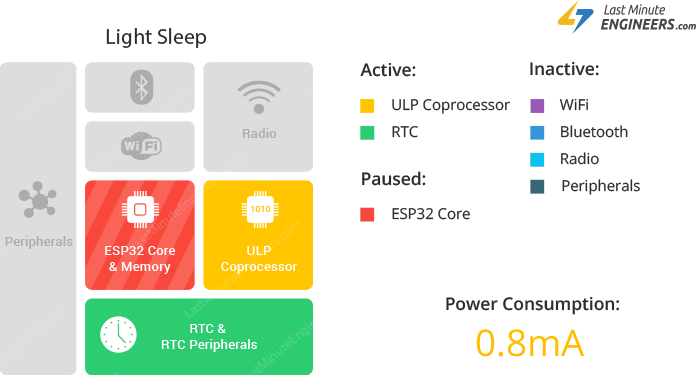 Last Minute
ENGINEERS.com
Light Sleep
Peripherals
WiFi
Radio
ESP32 Core
& Memory
1010
ULP
Coprocessor
RTC &
RTC Peripherals
Active:
ULP Coprocessor
RTC
Paused:
ESP32 Core
Inactive:
WiFi
Bluetooth
Radio
Peripherals
Power Consumption:
0.8mA